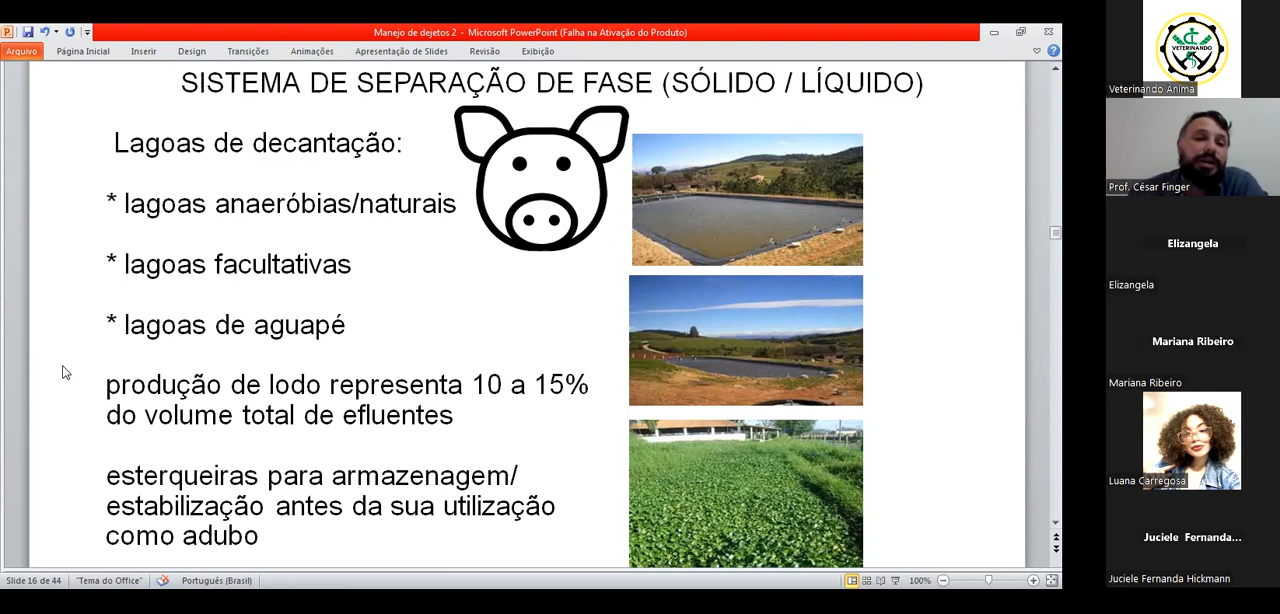 Manejo de dejetos 2 - Microsoft PowerPoint (Falha na Ativação do Produto)
Arquivo Página Inicial Inserir Design Transições Animações Apresentação de Slides Revisão Exibição
SISTEMA DE SEPARAÇÃO DE FASE (SÓLIDO / LÍQUIDO)
Lagoas de decantação:
* lagoas anaeróbias/naturais
* lagoas facultativas
* lagoas de aguapé
produção de lodo representa 10 a 15%
do volume total de efluentes
esterqueiras para armazenagem/
estabilização antes da sua utilização
como adubo
Slide 16 de 44 "Tema do Office" Português (Brasil) 100%
VETERINANDO
Veterinando Anima
Prof. César Finger
Elizangela
Elizangela
Mariana Ribeiro
Mariana Ribeiro
Luana Carregosa
Juciele Fernanda...
Juciele Fernanda Hickmann